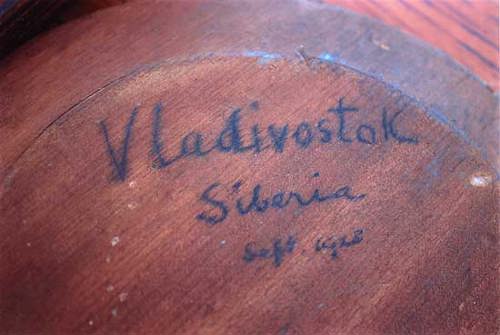 Vladivostok
Siberia
Sept. 1918